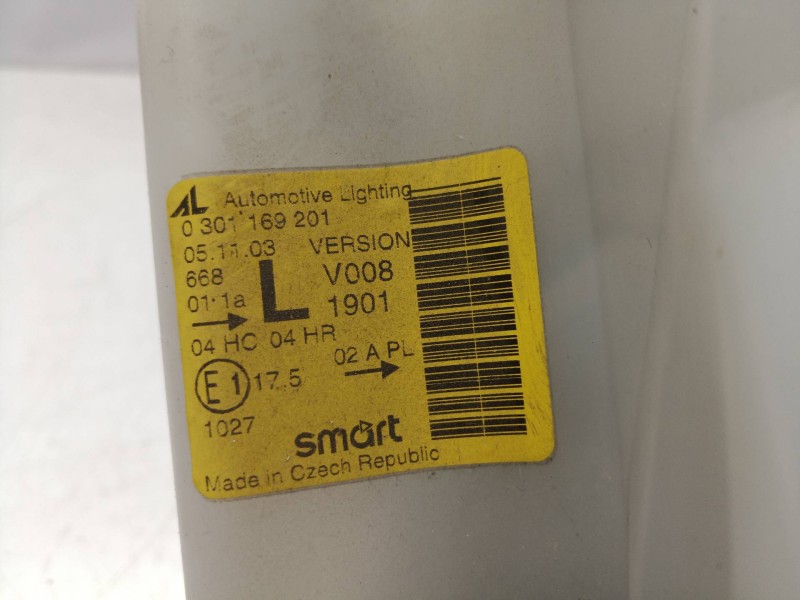 AL Automotive Lighting
0 301 169 201
05.11.03 VERSION
668 L V008
01 1a 1901
04 HC 04 HR
02 A PL
E1 17.5
1027
smart
Made in Czech Republic